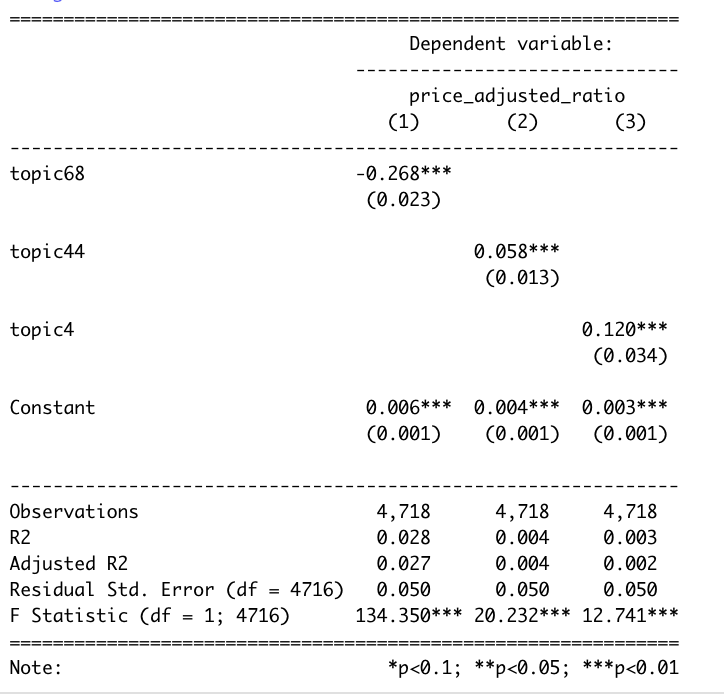 ===============================================================
                                     Dependent variable:
                                ------------------------------
                                     price_adjusted_ratio
                                   (1)        (2)       (3)
---------------------------------------------------------------
topic68                         -0.268***
                                 (0.023)

topic44                                    0.058***
                                            (0.013)

topic4                                               0.120***
                                                      (0.034)

Constant                         0.006***  0.004***  0.003***
                                 (0.001)    (0.001)   (0.001)

---------------------------------------------------------------
Observations                      4,718      4,718     4,718
R2                                0.028      0.004     0.003
Adjusted R2                       0.027      0.004     0.002
Residual Std. Error (df = 4716)   0.050      0.050     0.050
F Statistic (df = 1; 4716)      134.350*** 20.232*** 12.741***
===============================================================
Note:                              *p<0.1; **p<0.05; ***p<0.01